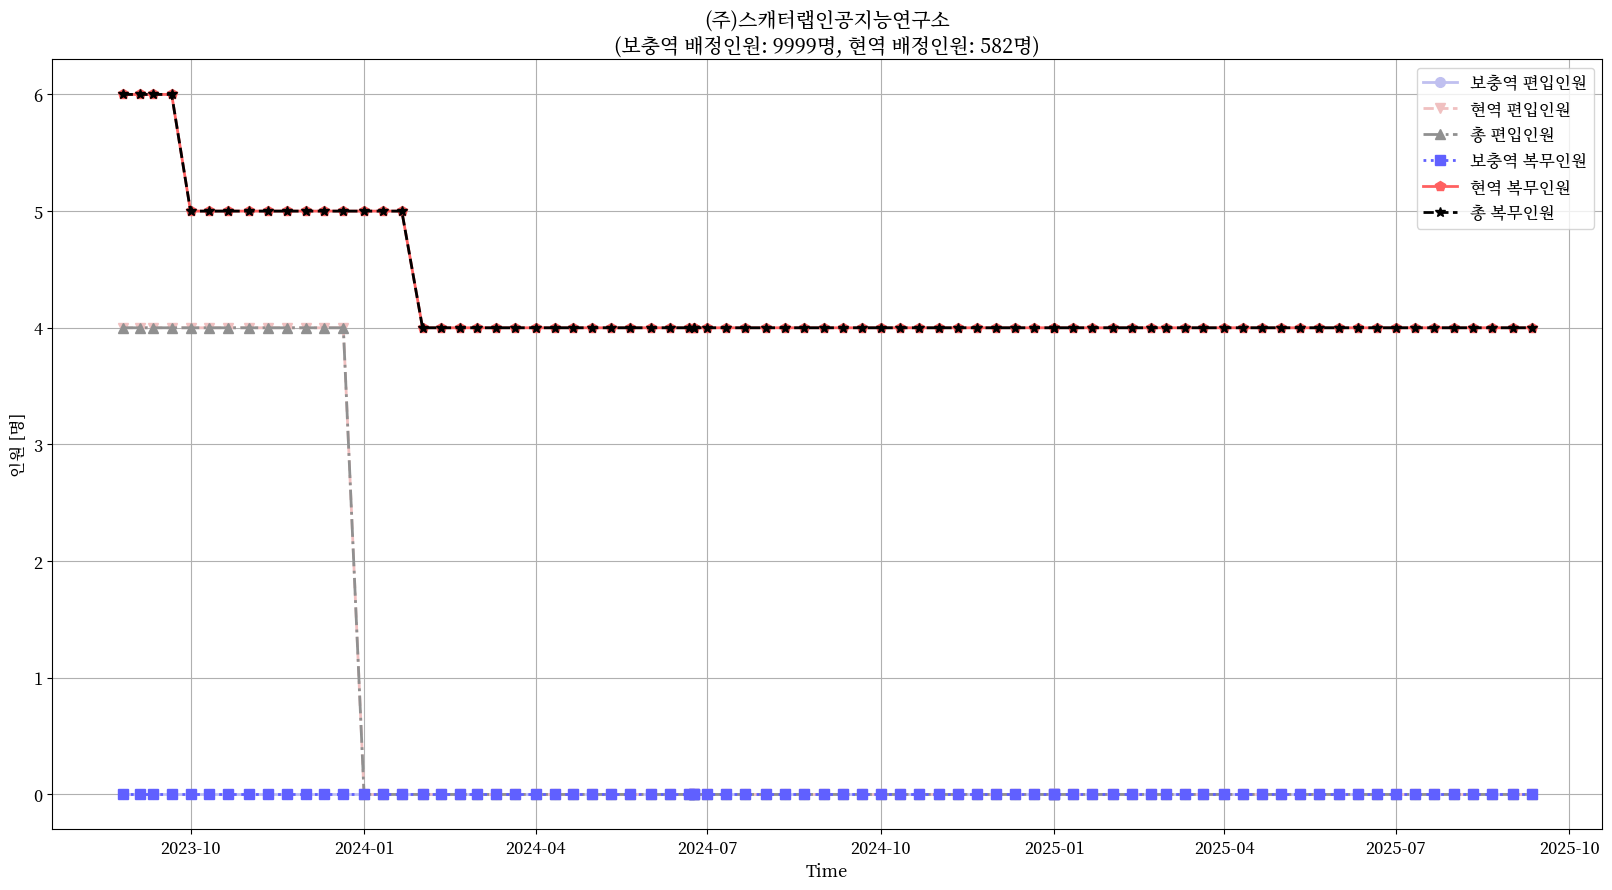 (주)스캐터랩인공지능연구소
(보충역 배정인원: 9999명, 현역 배정인원: 582명)
보충역 편입인원
현역 편입인원
총 편입인원
보충역 복무인원
현역 복무인원
총 복무인원
인원 [명]
6
5
4
3
2
1
0
2023-10
2024-01
2024-04
2024-07
2024-10
2025-01
2025-04
2025-07
2025-10
Time